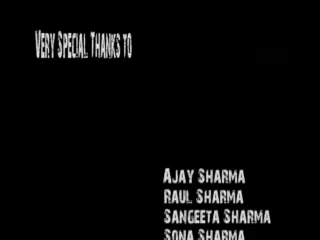 Very Special Thanks to
Ajay Sharma
Raul Sharma
Sangeeta Sharma
Sona Sharma